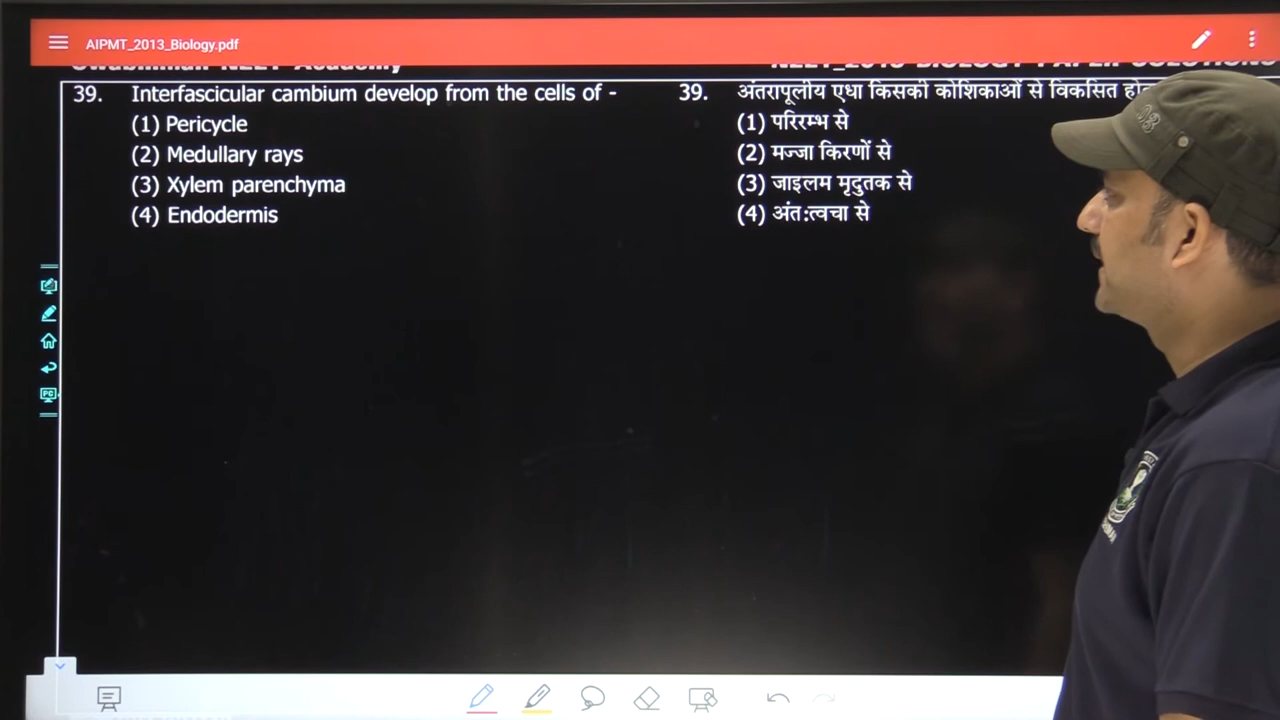 AIPMT_2013_Biology.pdf
39. Interfascicular cambium develop from the cells of -
(1) Pericycle
(2) Medullary rays
(3) Xylem parenchyma
(4) Endodermis
39. अंतरापूलीय एधा किसकी कोशिकाओं से विकसित
(1) परिरम्भ से
(2) मज्जा किरणों से
(3) जाइलम मृदुतक से
(4) अंत:त्वचा से
PC